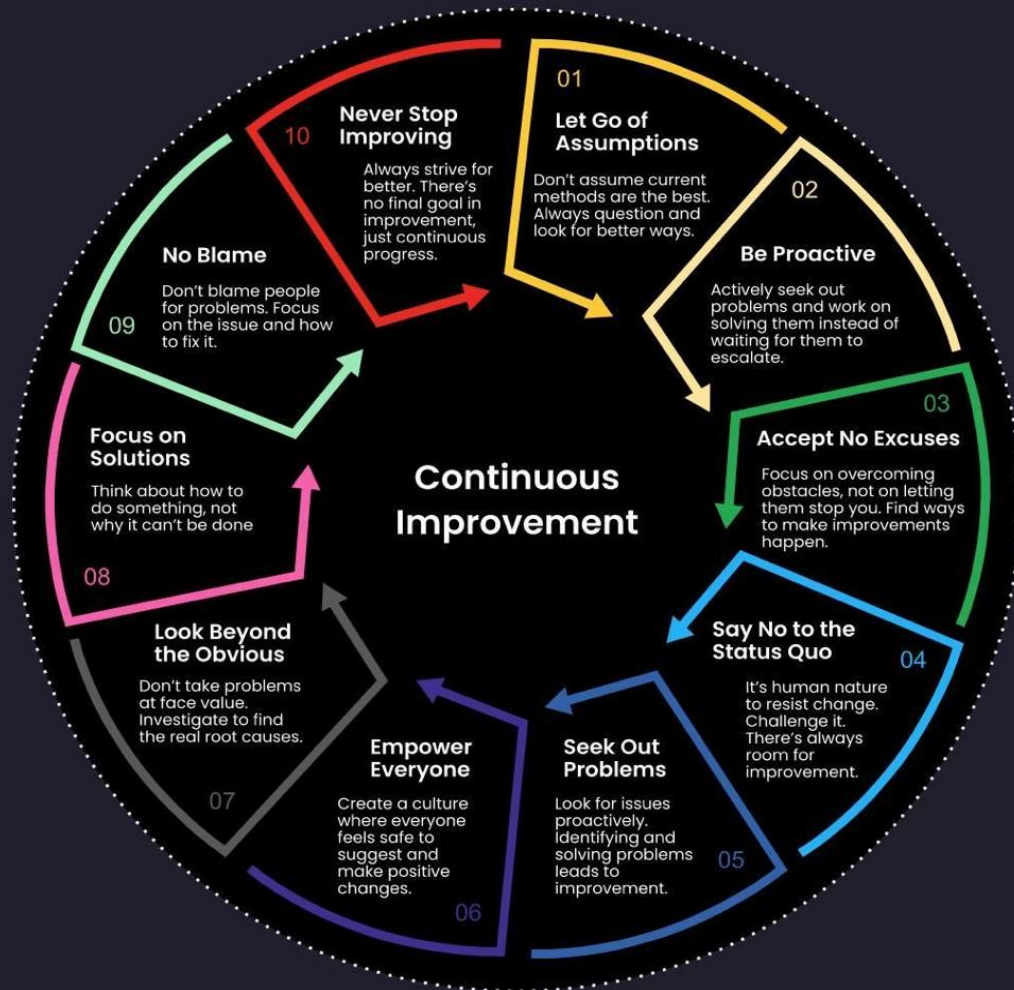 Continuous
Improvement
01
Let Go of
Assumptions
Don't assume current
methods are the best.
Always question and
look for better ways.
02
Be Proactive
Actively seek out
problems and work on
solving them instead of
waiting for them to
escalate.
03
Accept No Excuses
Focus on overcoming
obstacles, not on letting
them stop you. Find ways
to make improvements
happen.
04
Say No to the
Status Quo
It's human nature
to resist change.
Challenge it.
There's always
room for
improvement.
05
Seek Out
Problems
Look for issues
proactively.
Identifying and
solving problems
leads to
improvement.
06
Empower
Everyone
Create a culture
where everyone
feels safe to
suggest and
make positive
changes.
07
Look Beyond
the Obvious
Don't take problems
at face value.
Investigate to find
the real root causes.
08
Focus on
Solutions
Think about how to
do something, not
why it can't be done
09
No Blame
Don't blame people
for problems. Focus
on the issue and how
to fix it.
10
Never Stop
Improving
Always strive for
better. There's
no final goal in
improvement,
just continuous
progress.